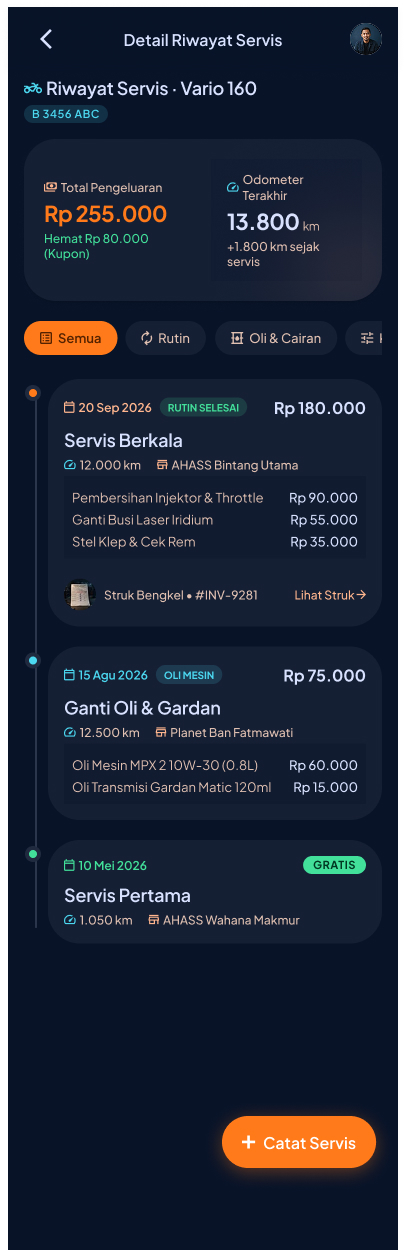 Detail Riwayat Servis
Riwayat Servis · Vario 160
B 3456 ABC
Total Pengeluaran
Rp 255.000
Hemat Rp 80.000
(Kupon)
Odometer
Terakhir
13.800 km
+1.800 km sejak
servis
Semua
Rutin
Oli & Cairan
20 Sep 2026
RUTIN SELESAI
Rp 180.000
Servis Berkala
12.000 km
AHASS Bintang Utama
Pembersihan Injektor & Throttle Rp 90.000
Ganti Busi Laser Iridium Rp 55.000
Stel Klep & Cek Rem Rp 35.000
Struk Bengkel • #INV-9281
Lihat Struk→
15 Agu 2026
OLI MESIN
Rp 75.000
Ganti Oli & Gardan
12.500 km
Planet Ban Fatmawati
Oli Mesin MPX 2 10W-30 (0.8L) Rp 60.000
Oli Transmisi Gardan Matic 120ml Rp 15.000
10 Mei 2026
GRATIS
Servis Pertama
1.050 km
AHASS Wahana Makmur
+ Catat Servis